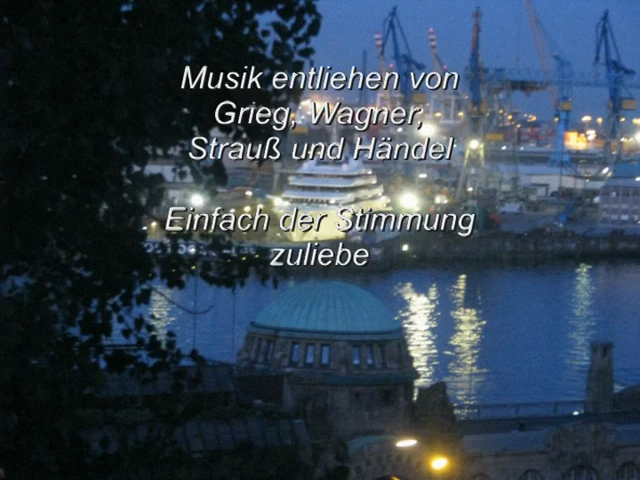 Musik entliehen von
Grieg, Wagner,
Strauß und Händel
Einfach der Stimmung
zuliebe